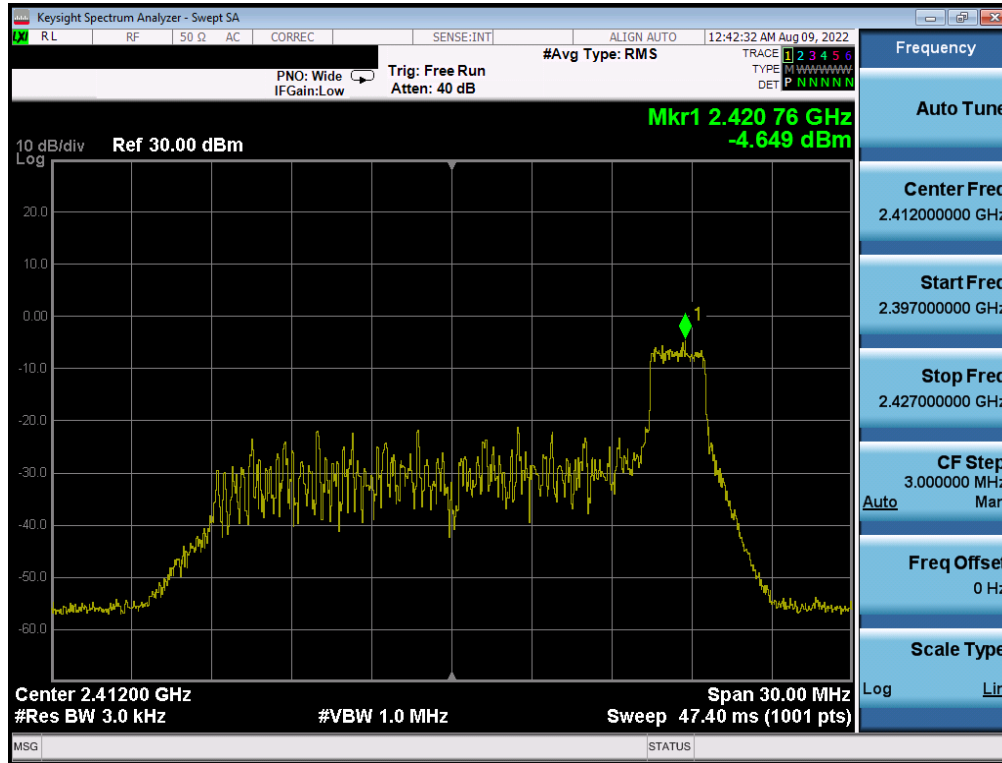 Keysight Spectrum Analyzer - Swept SA
LXI RL RF 50 Ω AC CORREC SENSE:INT ALIGN AUTO 12:42:32 AM Aug 09, 2022
#Avg Type: RMS
TRACE 1 2 3 4 5 6
PNO: Wide Trig: Free Run
TYPE M WWWWW
IFGain:Low Atten: 40 dB
DET P N N N N N
Mkr1 2.420 76 GHz
-4.649 dBm
10 dB/div Ref 30.00 dBm
Log
20.0
10.0
0.00
1
-10.0
-20.0
-30.0
-40.0
-50.0
-60.0
Center 2.41200 GHz Span 30.00 MHz
#Res BW 3.0 kHz #VBW 1.0 MHz Sweep 47.40 ms (1001 pts)
MSG STATUS
Frequency
Auto Tune
Center Freq
2.412000000 GHz
Start Freq
2.397000000 GHz
Stop Freq
2.427000000 GHz
CF Step
3.000000 MHz
Auto Man
Freq Offset
0 Hz
Scale Type
Log Lin